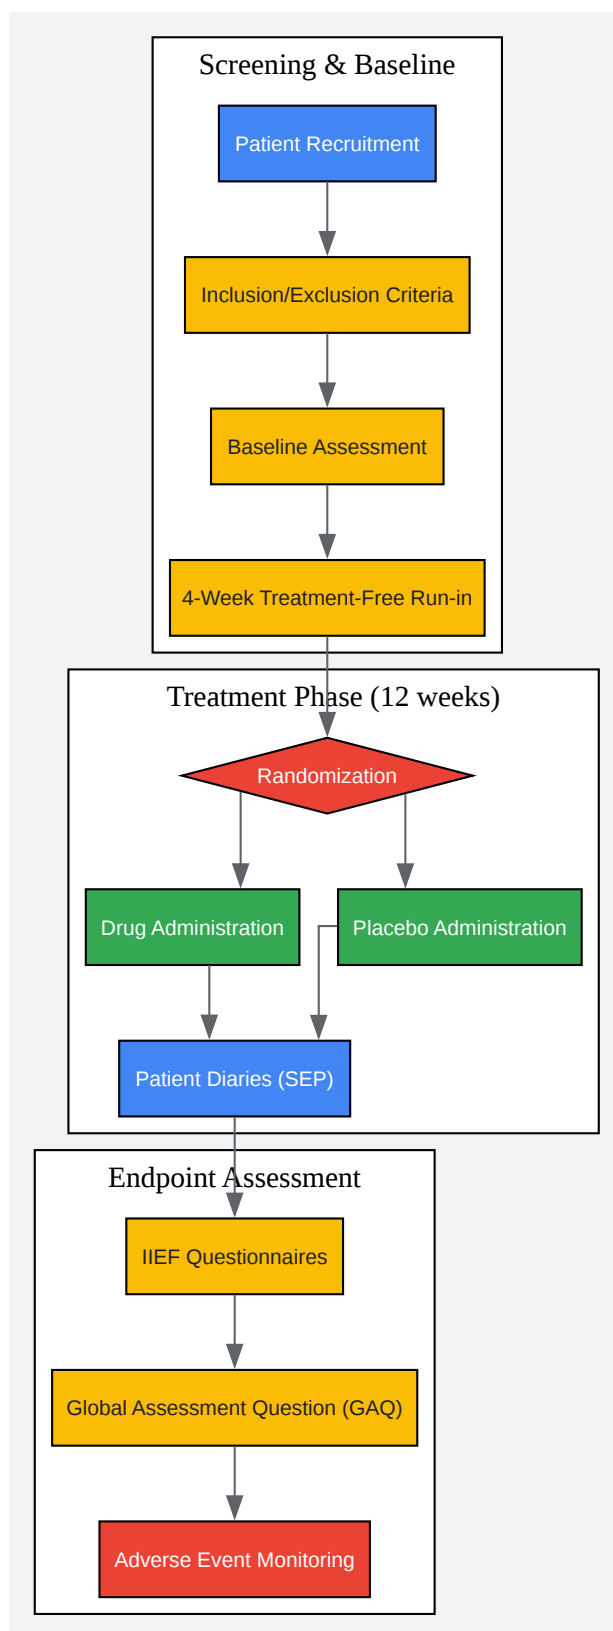 Screening & Baseline
Patient Recruitment
Inclusion/Exclusion Criteria
Baseline Assessment
4-Week Treatment-Free Run-in
Treatment Phase (12 weeks)
Randomization
Drug Administration
Placebo Administration
Patient Diaries (SEP)
Endpoint Assessment
IIEF Questionnaires
Global Assessment Question (GAQ)
Adverse Event Monitoring